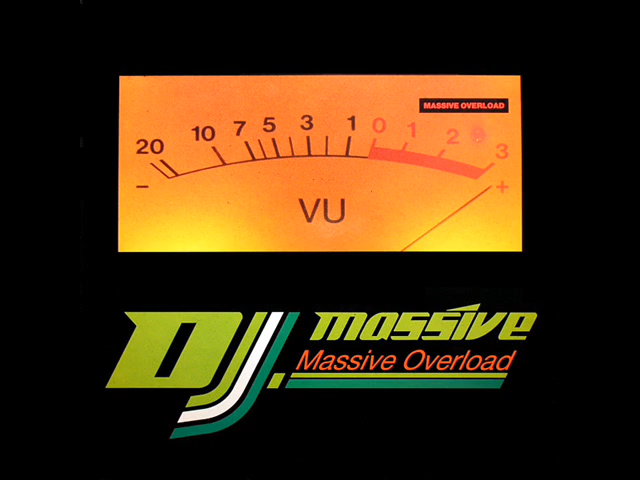 MASSIVE OVERLOAD
20 10 7 5 3 1 0 1 2 3
− +
VU
DJ. massive
Massive Overload